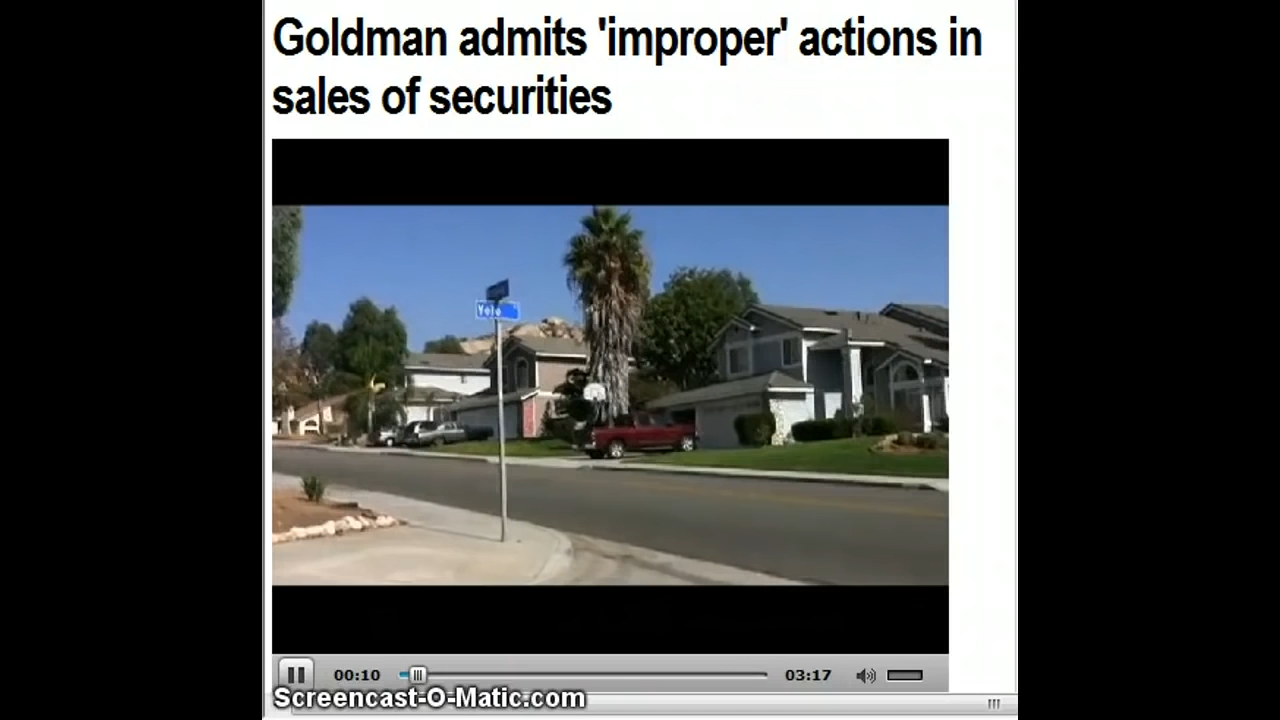 Goldman admits 'improper' actions in
sales of securities
Yolo
00:10
03:17
Screencast-O-Matic.com